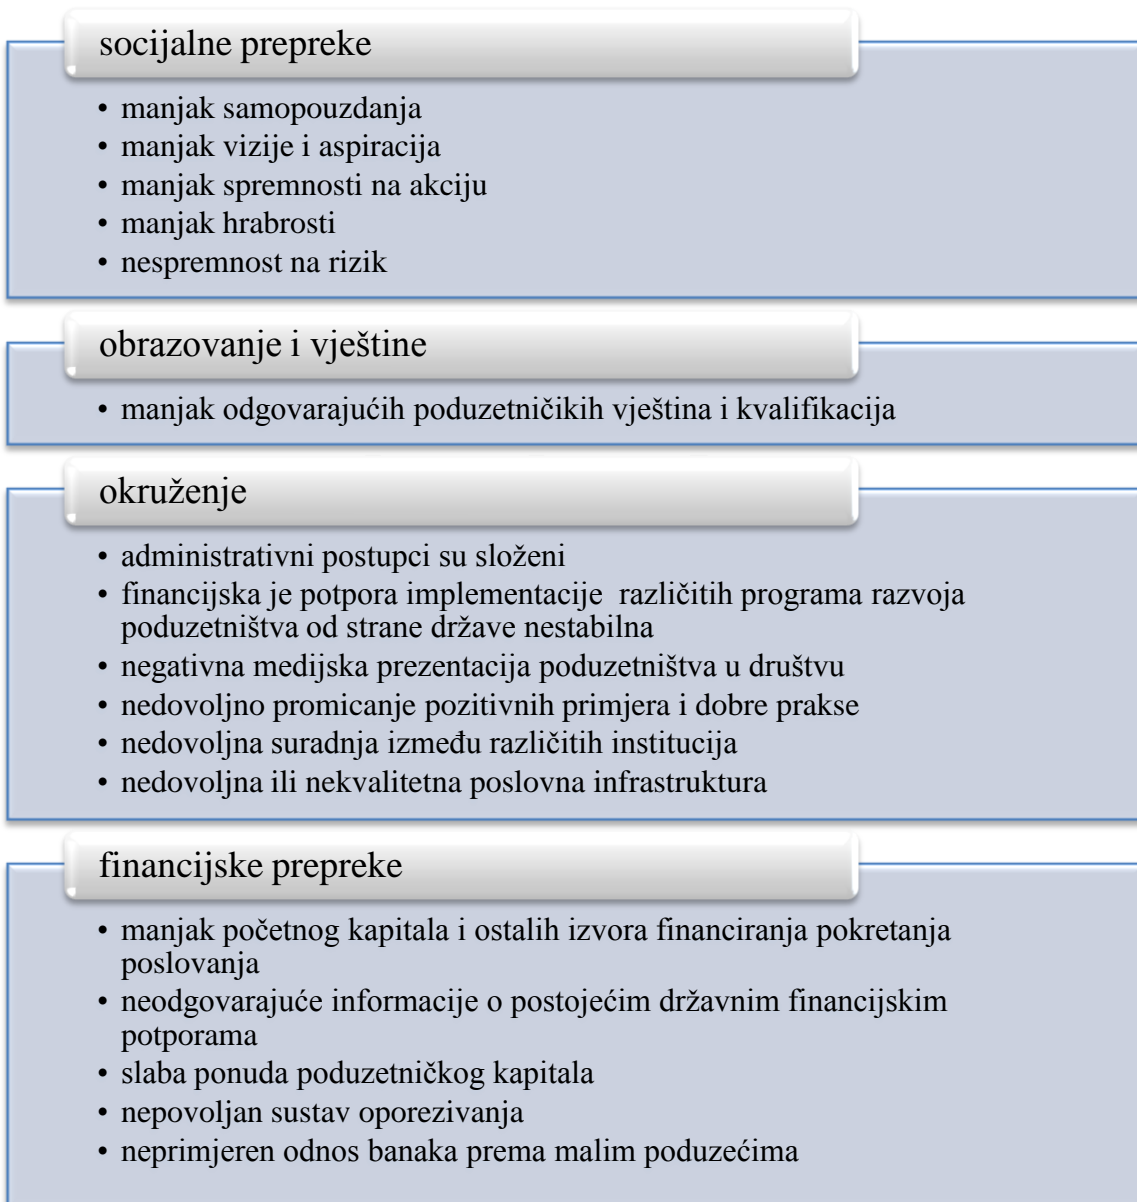 socijalne prepreke
• manjak samopouzdanja
• manjak vizije i aspiracija
• manjak spremnosti na akciju
• manjak hrabrosti
• nespremnost na rizik
obrazovanje i vještine
• manjak odgovarajućih poduzetničikih vještina i kvalifikacija
okruženje
• administrativni postupci su složeni
• financijska je potpora implementacije  različitih programa razvoja
poduzetništva od strane države nestabilna
• negativna medijska prezentacija poduzetništva u društvu
• nedovoljno promicanje pozitivnih primjera i dobre prakse
• nedovoljna suradnja između različitih institucija
• nedovoljna ili nekvalitetna poslovna infrastruktura
financijske prepreke
• manjak početnog kapitala i ostalih izvora financiranja pokretanja
poslovanja
• neodgovarajuće informacije o postojećim državnim financijskim
potporama
• slaba ponuda poduzetničkog kapitala
• nepovoljan sustav oporezivanja
• neprimjeren odnos banaka prema malim poduzećima